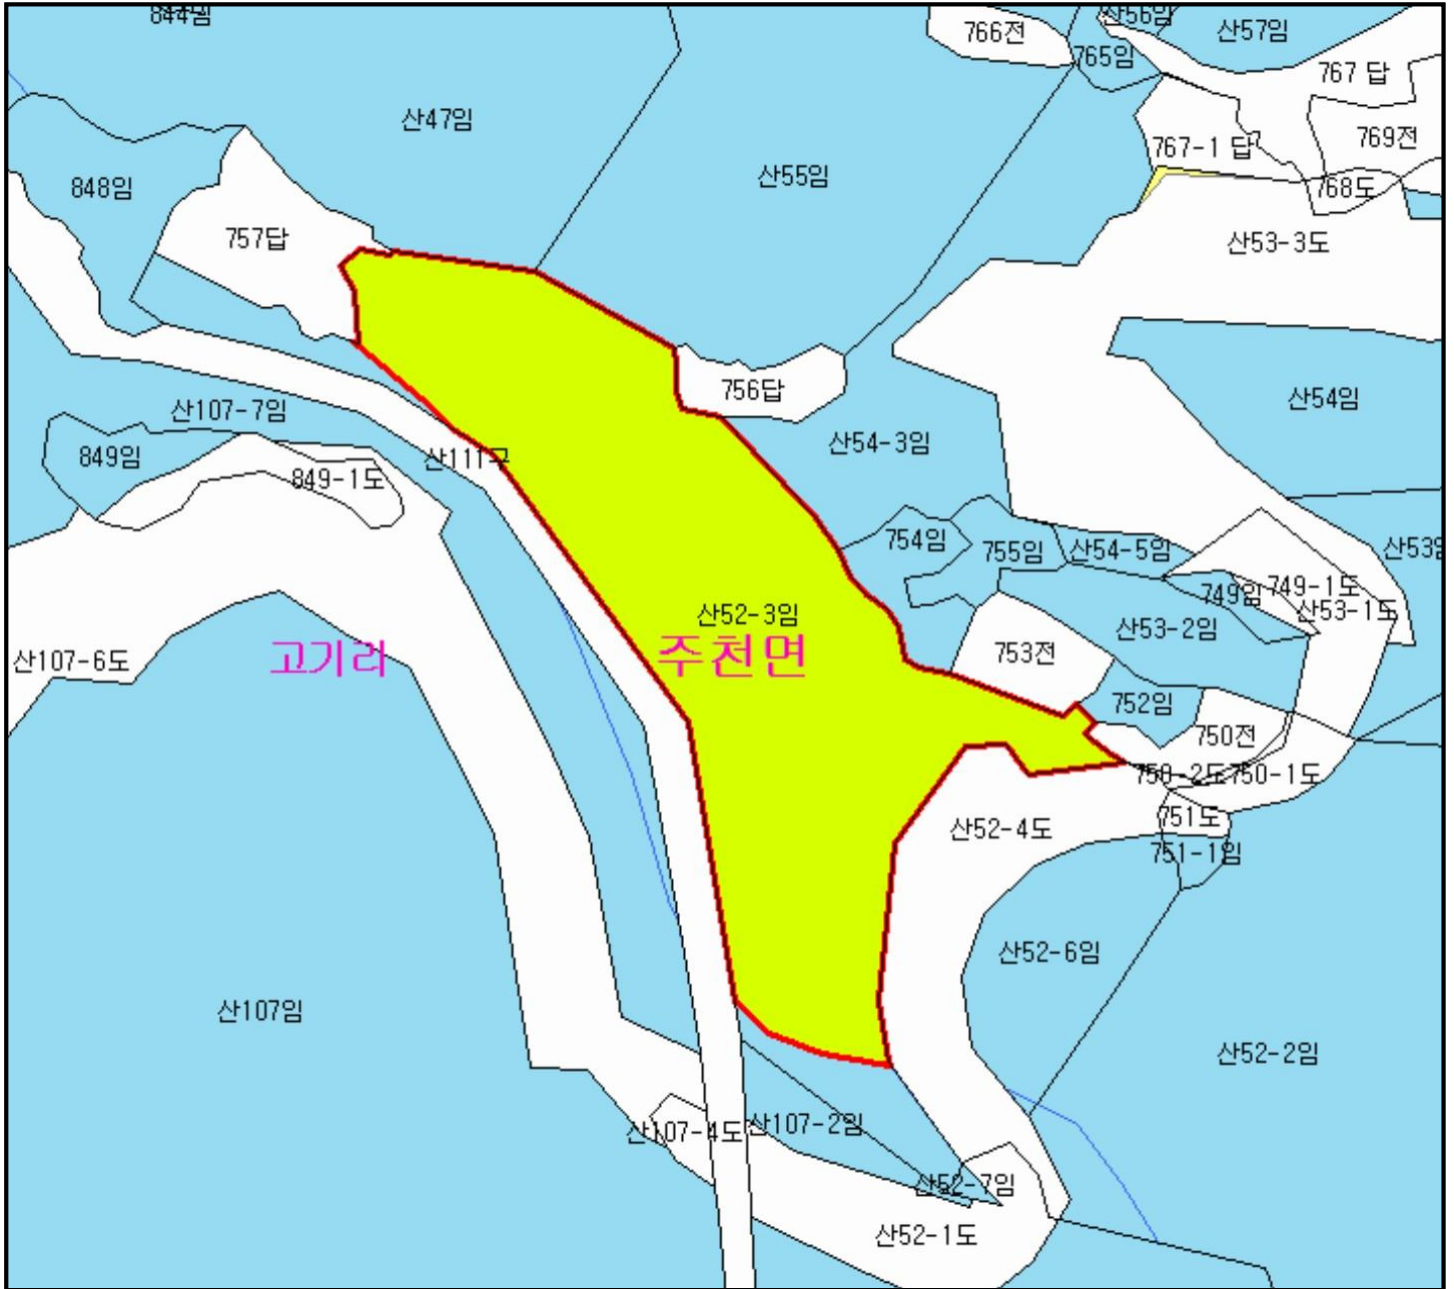 844임
766전
산56임
산57임
765임
767 답
산47임
769전
767-1 답
산55임
848임
768도
757답
산53-3도
756답
산54임
산107-7임
산54-3임
849임
산111구
849-1도
754임
755임
산54-5임
산53임
749임
749-1도
산53-1도
산52-3임
산53-2임
고기리
주천면
753전
산107-6도
752임
750전
750-2도
750-1도
751도
산52-4도
751-1임
산52-6임
산107임
산52-2임
산107-4도
산107-2임
산52-7임
산52-1도